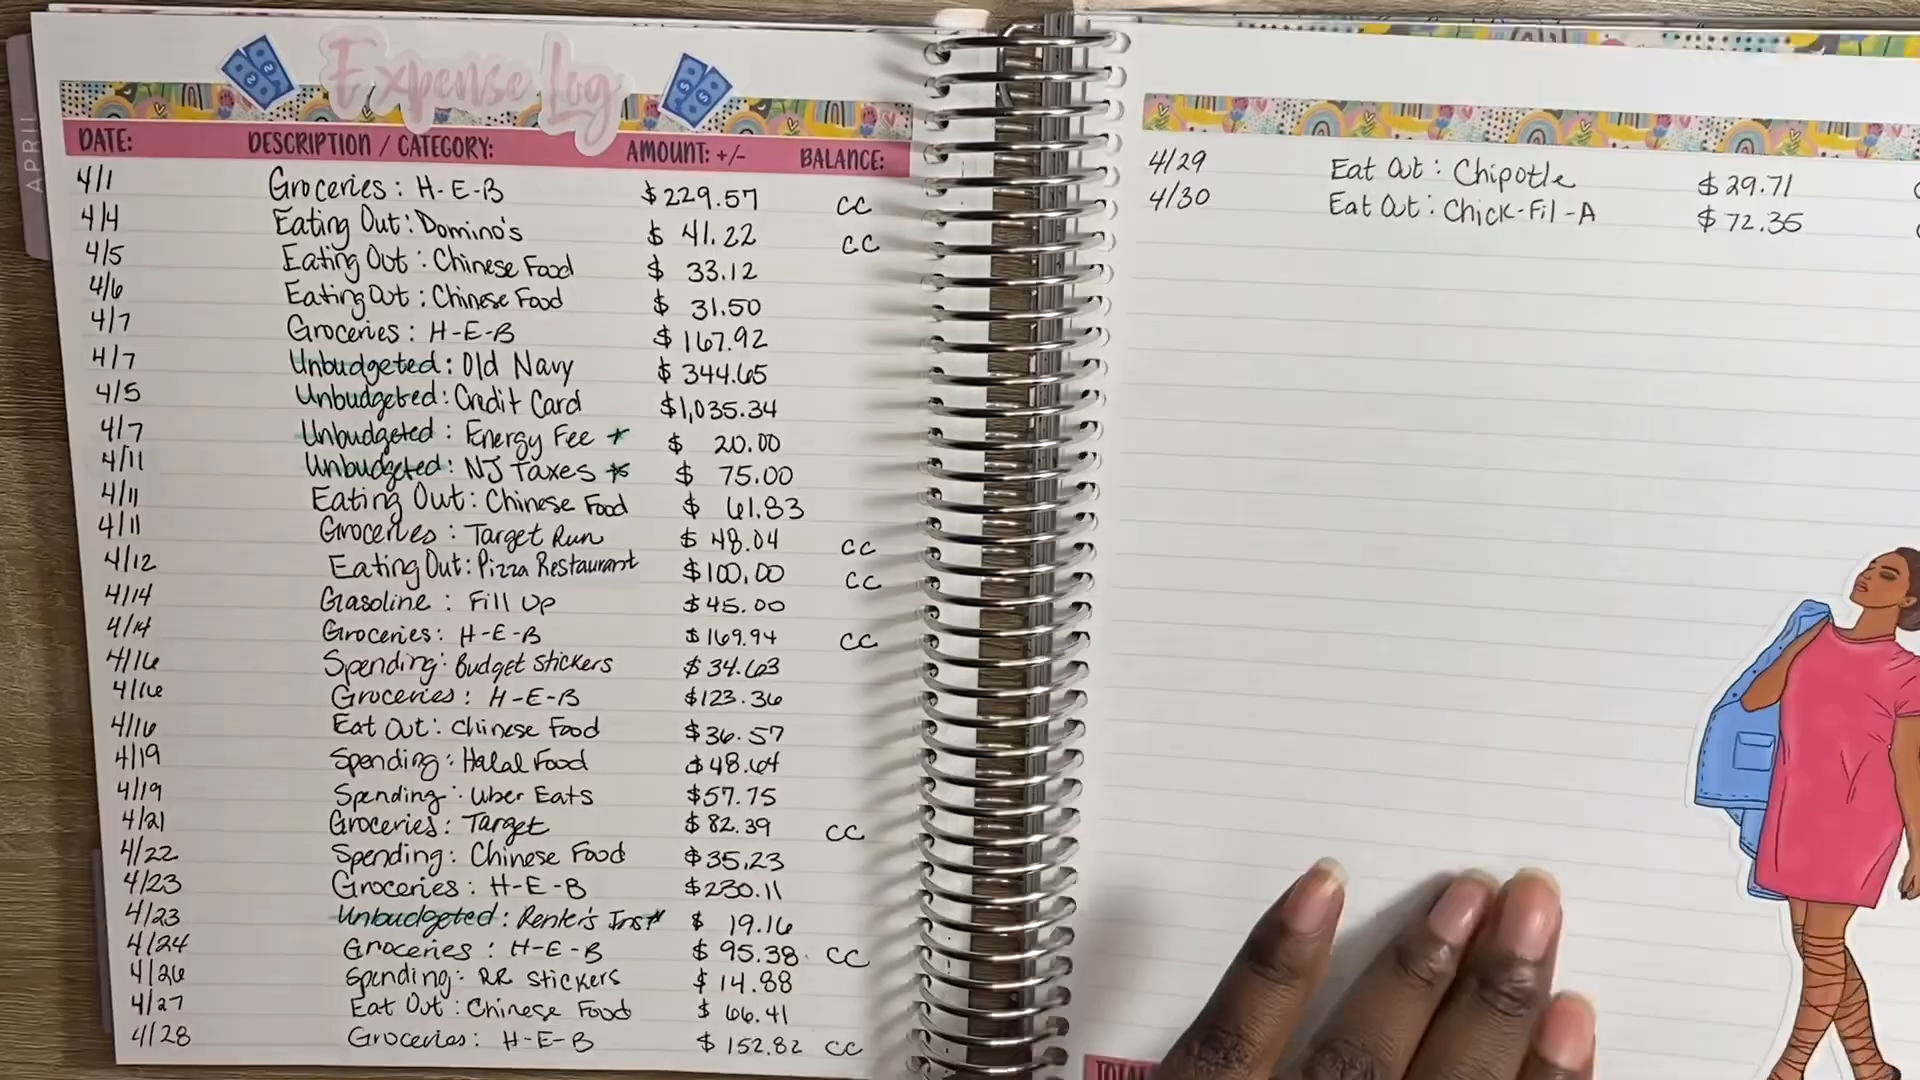 APRIL
Expense Log
DATE: DESCRIPTION / CATEGORY: AMOUNT: +/- BALANCE:
4/1 Groceries: H-E-B $229.57 CC
4/4 Eating Out: Domino's $ 41.22 CC
4/5 Eating Out: Chinese Food $ 33.12
4/6 Eating Out: Chinese Food $ 31.50
4/7 Groceries: H-E-B $167.92
4/7 Unbudgeted: Old Navy $ 344.65
4/5 Unbudgeted: Credit Card $1,035.34
4/7 Unbudgeted: Energy Fee * $ 20.00
4/11 Unbudgeted: NJ Taxes * $ 75.00
4/11 Eating Out: Chinese Food $ 61.83
4/11 Groceries: Target Run $ 48.04 CC
4/12 Eating Out: Pizza Restaurant $100.00 CC
4/14 Gasoline: Fill Up $45.00
4/14 Groceries: H-E-B $169.94 CC
4/16 Spending: Budget Stickers $34.63
4/16 Groceries: H-E-B $123.36
4/16 Eat Out: Chinese Food $36.57
4/19 Spending: Halal Food $48.64
4/19 Spending: Uber Eats $57.75
4/21 Groceries: Target $82.39 CC
4/22 Spending: Chinese Food $35.23
4/23 Groceries: H-E-B $230.11
4/23 Unbudgeted: Renter's Ins* $ 19.16
4/24 Groceries: H-E-B $ 95.38 CC
4/26 Spending: RR Stickers $ 14.88
4/27 Eat Out: Chinese Food $ 66.41
4/28 Groceries: H-E-B $ 152.82 CC
4/29 Eat Out: Chipotle $29.71
4/30 Eat Out: Chick-Fil-A $72.35